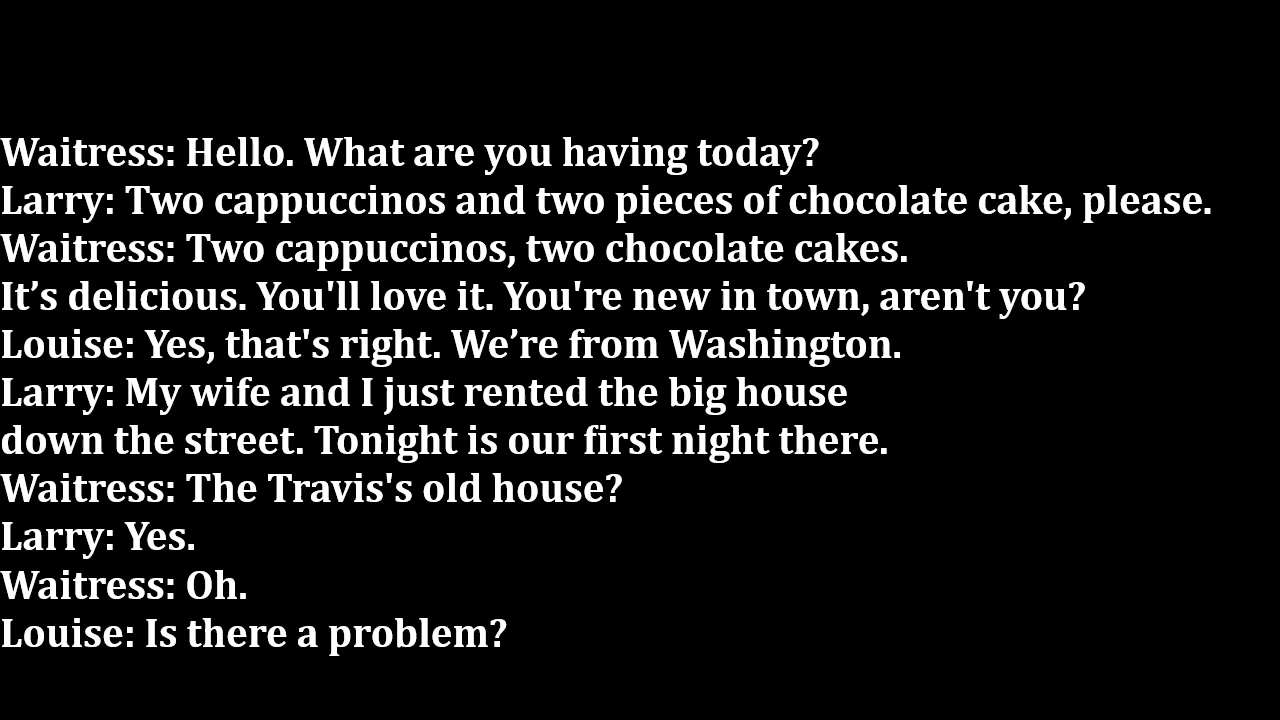 Waitress: Hello. What are you having today?
Larry: Two cappuccinos and two pieces of chocolate cake, please.
Waitress: Two cappuccinos, two chocolate cakes.
It’s delicious. You'll love it. You're new in town, aren't you?
Louise: Yes, that's right. We’re from Washington.
Larry: My wife and I just rented the big house
down the street. Tonight is our first night there.
Waitress: The Travis's old house?
Larry: Yes.
Waitress: Oh.
Louise: Is there a problem?